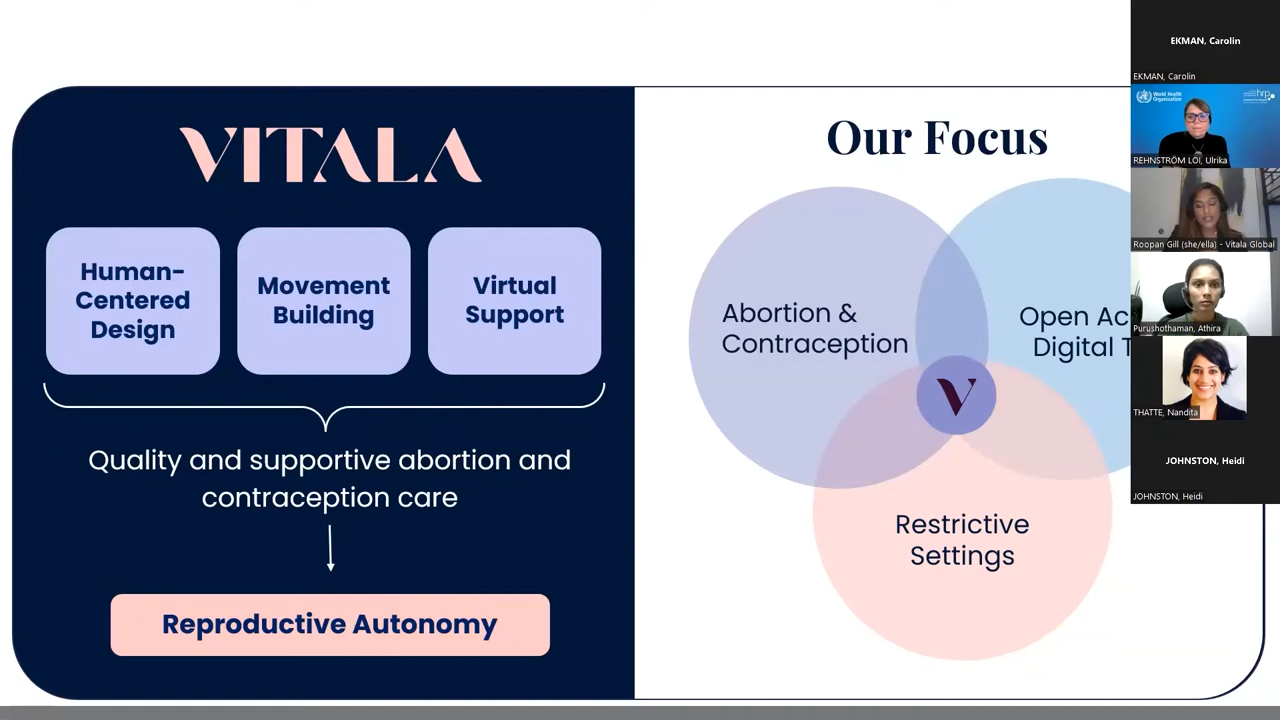 VITALA
Human-
Centered
Design
Movement
Building
Virtual
Support
Quality and supportive abortion and
contraception care
Reproductive Autonomy
Our Focus
Abortion &
Contraception
Open Ac
Digital T
Restrictive
Settings
V
EKMAN, Carolin
EKMAN, Carolin
World Health
Organization
hrp
REHNSTRÖM LOI, Ulrika
Roopan Gill (she/ella) - Vitala Global
Purushothaman, Athira
THATTE, Nandita
JOHNSTON, Heidi
JOHNSTON, Heidi